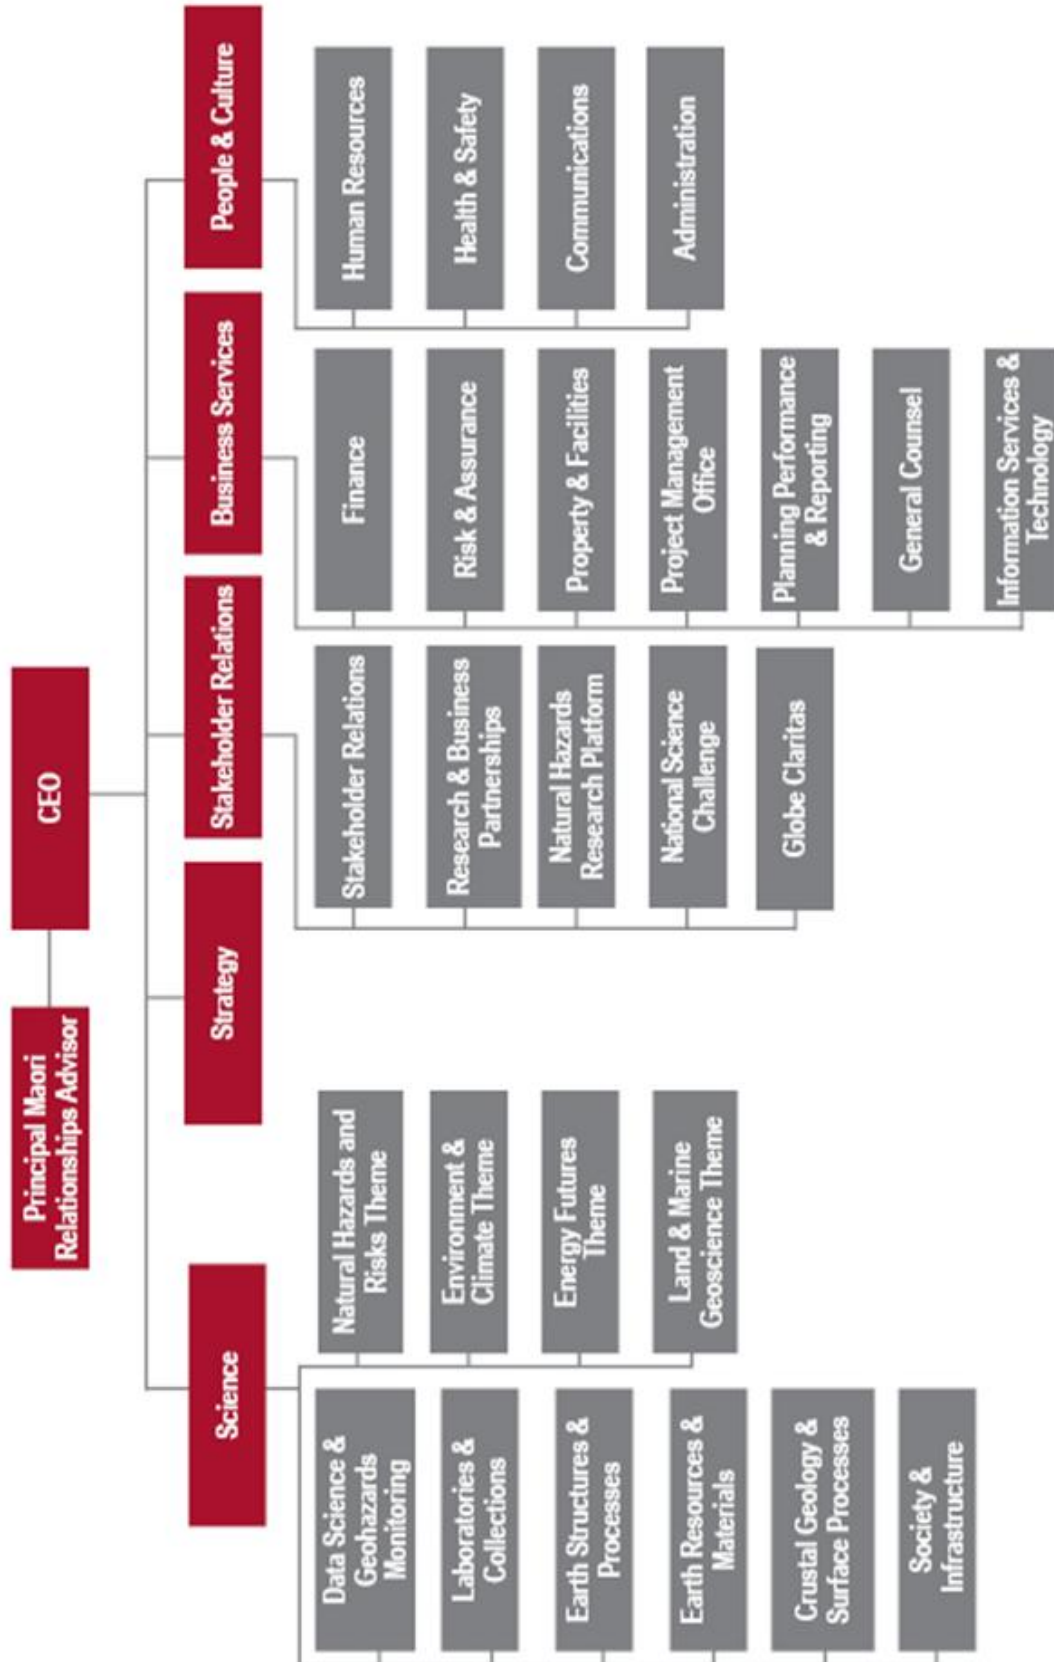 CEO
Principal Maori
Relationships Advisor
Science
Strategy
Stakeholder Relations
Business Services
People & Culture
Data Science &
Geohazards
Monitoring
Laboratories &
Collections
Earth Structures &
Processes
Earth Resources &
Materials
Crustal Geology &
Surface Processes
Society &
Infrastructure
Natural Hazards and
Risks Theme
Environment &
Climate Theme
Energy Futures
Theme
Land & Marine
Geoscience Theme
Stakeholder Relations
Research & Business
Partnerships
Natural Hazards
Research Platform
National Science
Challenge
Globe Claritas
Finance
Risk & Assurance
Property & Facilities
Project Management
Office
Planning Performance
& Reporting
General Counsel
Information Services &
Technology
Human Resources
Health & Safety
Communications
Administration